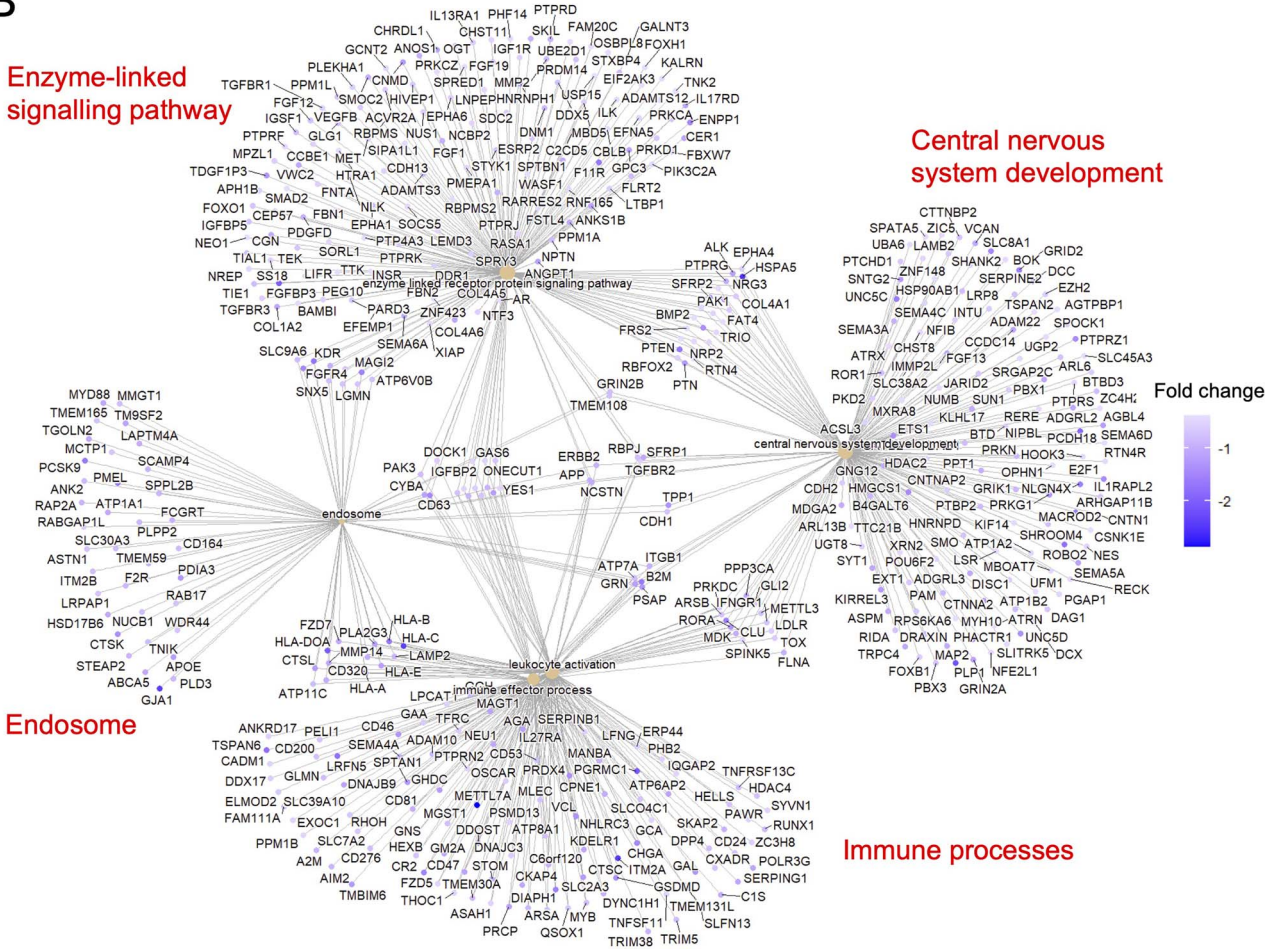 B
Enzyme-linked
signalling pathway
IL13RA1 PHF14 PTPRD
CHRDL1 CHST11 SKIL FAM20C GALNT3
GCNT2 ANOS1 OGT IGF1R UBE2D1 OSBPL8 FOXH1
PLEKHA1 PRKCZ FGF19 STXBP4 KALRN
TGFBR1 PPM1L CNMD SPRED1 MMP2 PRDM14 EIF2AK3 TNK2
FGF12 SMOC2 HIVEP1 LNPEP HNRNPH1 USP15 ADAMTS12 IL17RD
IGSF1 VEGFB ACVR2A EPHA6 SDC2 DDX5 ILK PRKCA ENPP1
PTPRF GLG1 RBPMS NUS1 NCBP2 DNM1 MBD5 EFNA5 CER1
MPZL1 CCBE1 MET SIPA1L1 FGF1 ESRP2 C2CD5 CBLB PRKD1 FBXW7
TDGF1P3 VWC2 HTRA1 CDH13 STYK1 SPTBN1 F11R GPC3 PIK3C2A
APH1B SMAD2 FNTA ADAMTS3 PMEPA1 WASF1 FLRT2
FOXO1 CEP57 FBN1 NLK RBPMS2 RARRES2 RNF165 LTBP1
IGFBP5 PDGFD EPHA1 SOCS5 PTPRJ FSTL4 ANKS1B
NEO1 CGN SORL1 PTP4A3 LEMD3 RASA1 PPM1A
TIAL1 TEK PTPRK SPRY3 NPTN
NREP SS18 LIFR TTK INSR DDR1 ANGPT1
enzyme linked receptor protein signaling pathway
TIE1 FGFBP3 PEG10 FBN2 COL4A5 AR
TGFBR3 BAMBI PARD3 ZNF423 NTF3
COL1A2 EFEMP1 COL4A6
SEMA6A XIAP
SLC9A6 KDR MAGI2
FGFR4 ATP6V0B
SNX5 LGMN
ALK EPHA4
PTPRG HSPA5
SFRP2 NRG3
PAK1 COL4A1
BMP2 FAT4
FRS2 TRIO
PTEN NRP2
RBFOX2 RTN4
PTN
GRIN2B
TMEM108
Central nervous
system development
CTTNBP2
SPATA5 ZIC5 VCAN
UBA6 LAMB2 SLC8A1
PTCHD1 SHANK2 BOK GRID2
SNTG2 ZNF148 SERPINE2 DCC
UNC5C HSP90AB1 LRP8 EZH2
SEMA4C INTU TSPAN2 AGTPBP1
SEMA3A NFIB ADAM22 SPOCK1
ATRX CHST8 CCDC14 UGP2 PTPRZ1
ROR1 IMMP2L FGF13 SRGAP2C ARL6 SLC45A3
SLC38A2 JARID2 PBX1 BTBD3
PKD2 NUMB SUN1 PTPRS ZC4H2
MXRA8 KLHL17 RERE ADGRL2 AGBL4
ACSL3 ETS1 BTD NIPBL PCDH18 SEMA6D
central nervous system development
PRKN HOOK3 RTN4R
GNG12 HDAC2 PPT1 OPHN1 E2F1
CDH2 HMGCS1 CNTNAP2 GRIK1 NLGN4X IL1RAPL2
MDGA2 B4GALT6 PTBP2 PRKG1 ARHGAP11B
ARL13B TTC21B HNRNPD KIF14 MACROD2 CNTN1
UGT8 XRN2 SMO ATP1A2 SHROOM4 CSNK1E
SYT1 POU6F2 LSR MBOAT7 ROBO2 NES
EXT1 ADGRL3 DISC1 UFM1 SEMA5A
KIRREL3 PAM CTNNA2 ATP1B2 PGAP1 RECK
ASPM RPS6KA6 MYH10 ATRN DAG1
RIDA DRAXIN PHACTR1 UNC5D
TRPC4 MAP2 SLITRK5 DCX
FOXB1 PLP1 NFE2L1
PBX3 GRIN2A
Fold change
-1
-2
MYD88 MMGT1
TMEM165 TM9SF2
TGOLN2 LAPTM4A
MCTP1
PCSK9 SCAMP4
PMEL SPPL2B
ANK2
RAP2A ATP1A1 FCGRT
RABGAP1L PLPP2
SLC30A3 CD164
ASTN1 TMEM59
ITM2B F2R PDIA3
LRPAP1 RAB17
HSD17B6 NUCB1 WDR44
CTSK TNIK
STEAP2 APOE
ABCA5 PLD3
GJA1
endosome
DOCK1 GAS6
PAK3 IGFBP2 ONECUT1
CYBA YES1
CD63
ERBB2
APP
NCSTN
RBPJ SFRP1
TGFBR2
TPP1
CDH1
ITGB1
ATP7A B2M
GRN
PSAP
PPP3CA
PRKDC GLI2
ARSB IFNGR1 METTL3
RORA LDLR
MDK CLU TOX
SPINK5 FLNA
FZD7 HLA-B
HLA-DOA PLA2G3 HLA-C
CTSL MMP14 LAMP2
CD320 HLA-E
ATP11C HLA-A
leukocyte activation
immune effector process
Endosome
LPCAT1 MAGT1
ANKRD17 PELI1 CD46 GAA TFRC AGA SERPINB1
TSPAN6 CD200 SEMA4A ADAM10 NEU1 IL27RA LFNG ERP44
CADM1 LRFN5 SPTAN1 PTPRN2 CD53 MANBA PHB2
DDX17 GLMN DNAJB9 GHDC OSCAR PRDX4 PGRMC1 IQGAP2 TNFRSF13C
ELMOD2 SLC39A10 CD81 METTL7A MLEC CPNE1 ATP6AP2 HELLS HDAC4
FAM111A EXOC1 RHOH MGST1 PSMD13 VCL SLCO4C1 PAWR SYVN1
PPM1B SLC7A2 GNS DDOST ATP8A1 NHLRC3 GCA SKAP2 RUNX1
A2M CD276 HEXB GM2A DNAJC3 KDELR1 DPP4 CD24 ZC3H8
AIM2 CR2 CD47 STOM C6orf120 CHGA CXADR POLR3G
TMBIM6 FZD5 TMEM30A CKAP4 CTSC ITM2A GAL SERPING1
THOC1 DIAPH1 SLC2A3 GSDMD C1S
ASAH1 ARSA MYB DYNC1H1 TMEM131L
PRCP QSOX1 TNFSF11 SLFN13
TRIM38 TRIM5
Immune processes